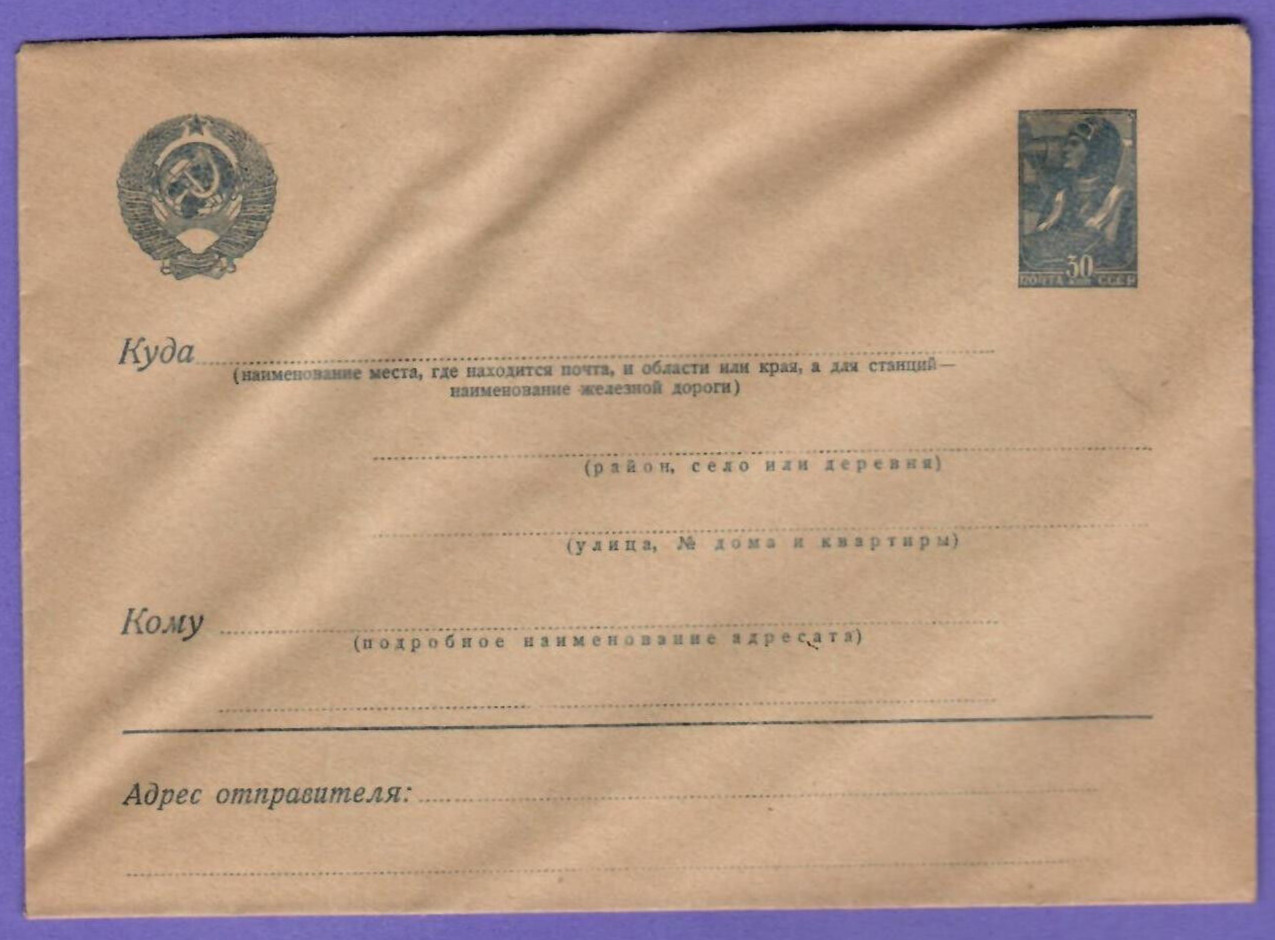 30
ПОЧТА коп. СССР
Куда
(наименование места, где находится почта, и области или края, а для станций—
наименование железной дороги)
(район, село или деревня)
(улица, № дома и квартиры)
Кому
(подробное наименование адресата)
Адрес отправителя: